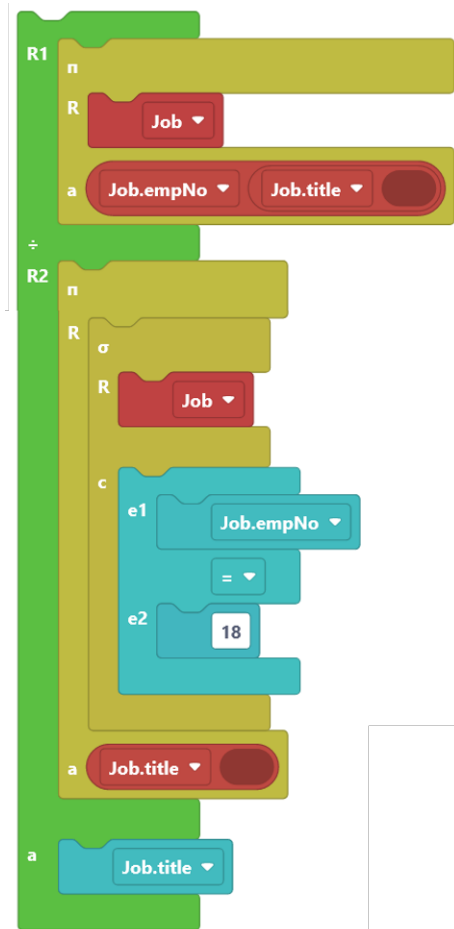 R1
п
R
Job
a Job.empNo Job.title
÷
R2
п
R
σ
R
Job
c
e1
Job.empNo
=
e2
18
a Job.title
a Job.title